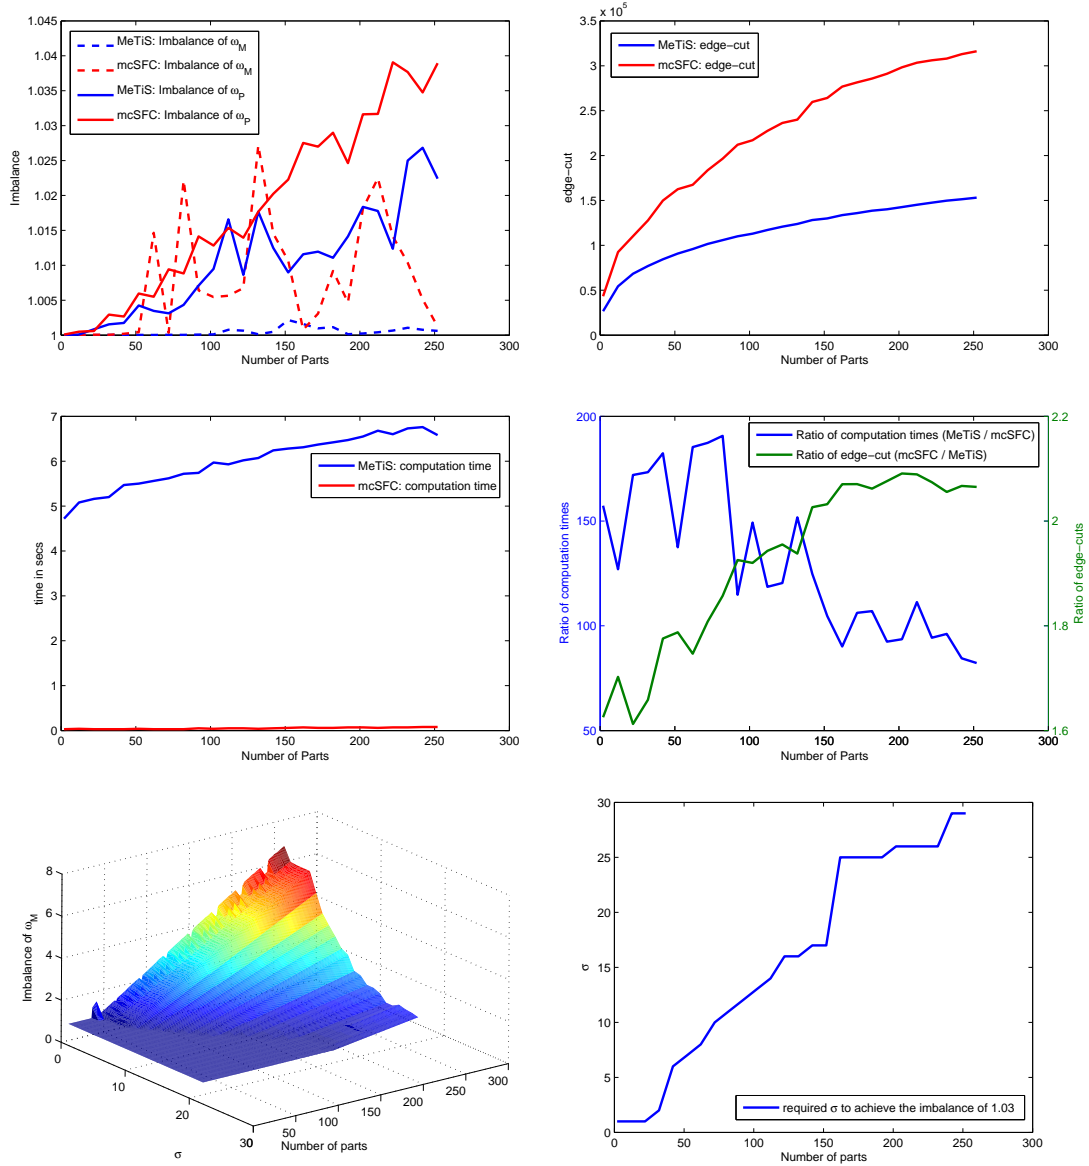 1.045
1.04
1.035
1.03
1.025
1.02
1.015
1.01
1.005
1
Imbalance
MeTiS: Imbalance of ω_M
mcSFC: Imbalance of ω_M
MeTiS: Imbalance of ω_P
mcSFC: Imbalance of ω_P
0 50 100 150 200 250 300
Number of Parts
x 10^5
3.5
3
2.5
2
1.5
1
0.5
0
edge−cut
MeTiS: edge−cut
mcSFC: edge−cut
0 50 100 150 200 250 300
Number of Parts
7
6
5
4
3
2
1
0
time in secs
MeTiS: computation time
mcSFC: computation time
0 50 100 150 200 250 300
Number of Parts
200
150
100
50
Ratio of computation times
Ratio of computation times (MeTiS / mcSFC)
Ratio of edge−cut (mcSFC / MeTiS)
2.2
2
1.8
1.6
Ratio of edge−cuts
0 50 100 150 200 250 300
Number of Parts
8
6
4
2
0
Imbalance of ω_M
0
10
20
30
σ
50 100 150 200 250 300
Number of parts
30
25
20
15
10
5
0
σ
required σ to achieve the imbalance of 1.03
0 50 100 150 200 250 300
Number of parts